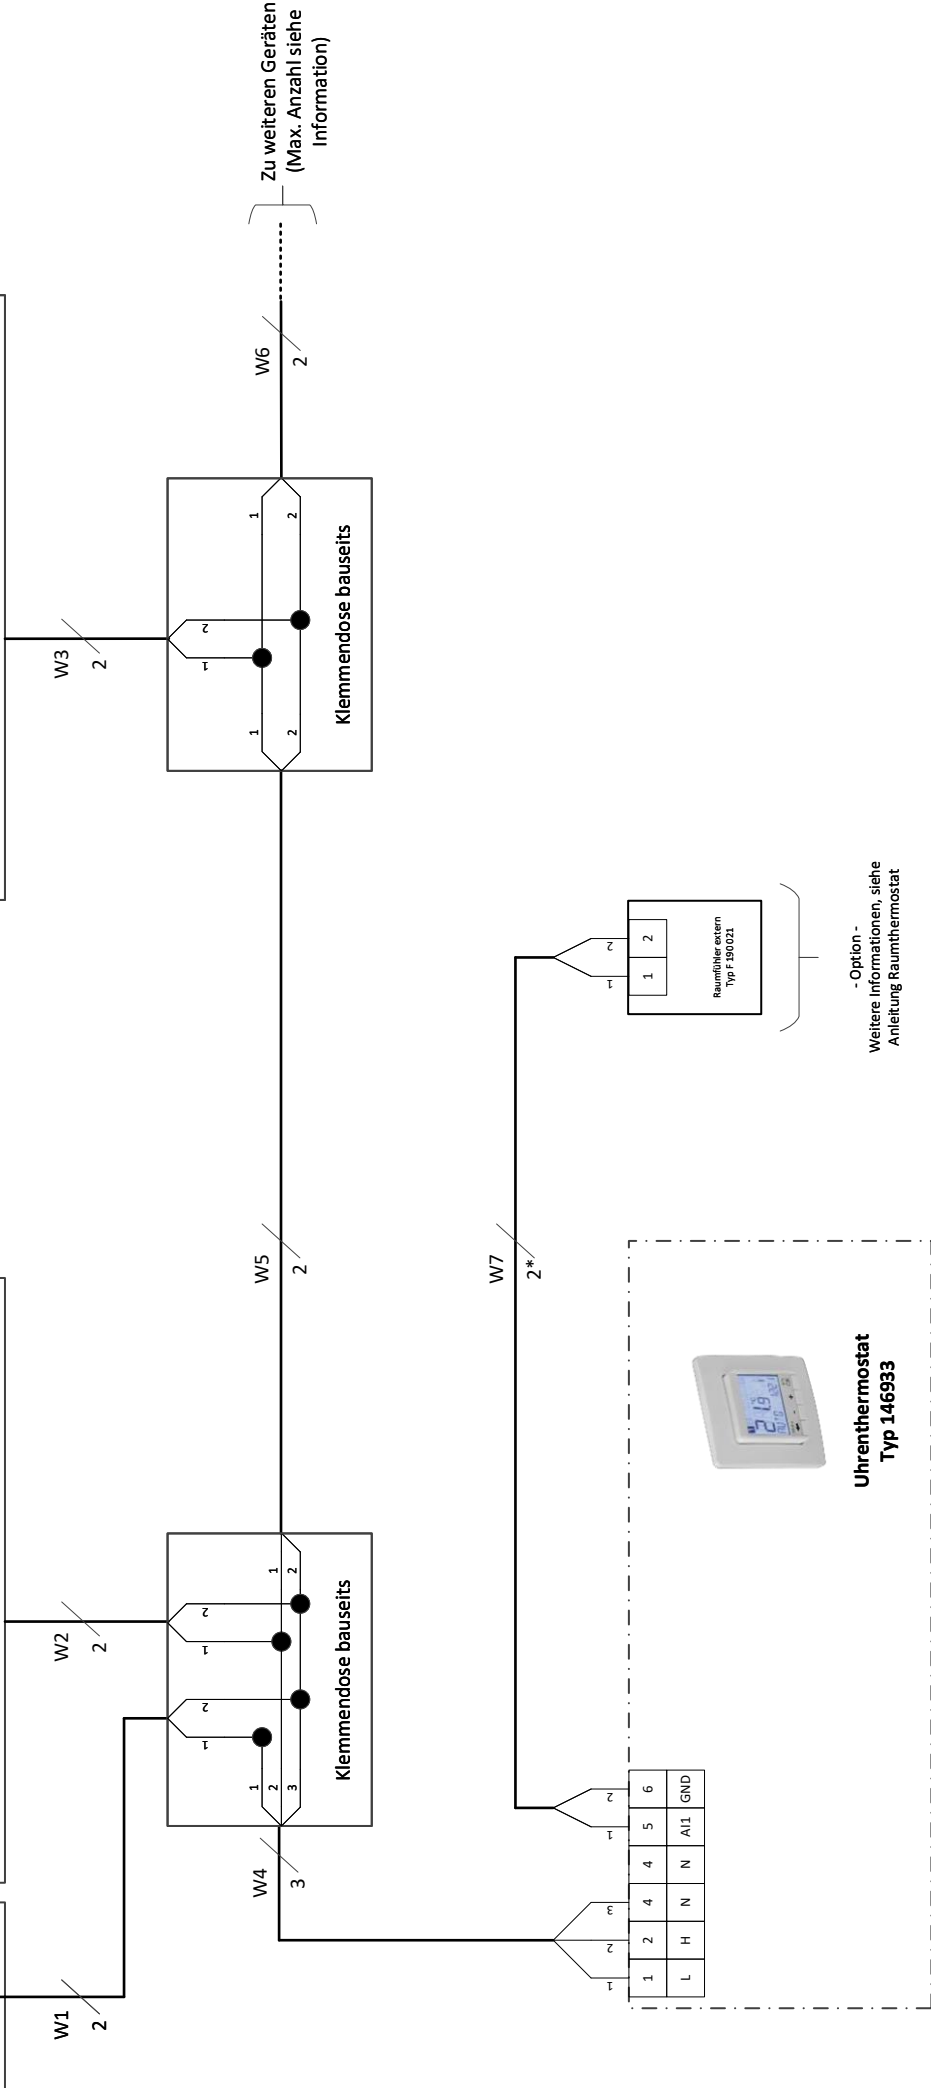 W1
2
W2
2
W3
2
Zu weiteren Geräten
(Max. Anzahl siehe
Information)
W4
3
1
2
3
1
2
1
2
1
2
Klemmendose bauseits
W5
2
1
2
1
2
1
2
Klemmendose bauseits
W6
2
W7
2*
1
2
3
1
2
1
2
4
4
5
6
L
H
N
N
AI1
GND
1
2
1
2
Raumfühler extern
Typ F 190021
- Option -
Weitere Informationen, siehe
Anleitung Raumthermostat
21.9
Uhrenthermostat
Typ 146933